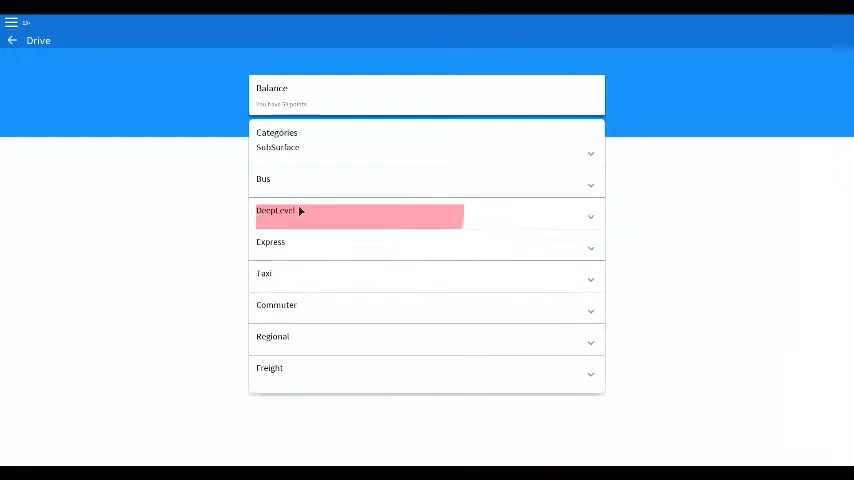 Drive
Balance
You have 59 points.
Categories
SubSurface
Bus
DeepLevel
Express
Taxi
Commuter
Regional
Freight